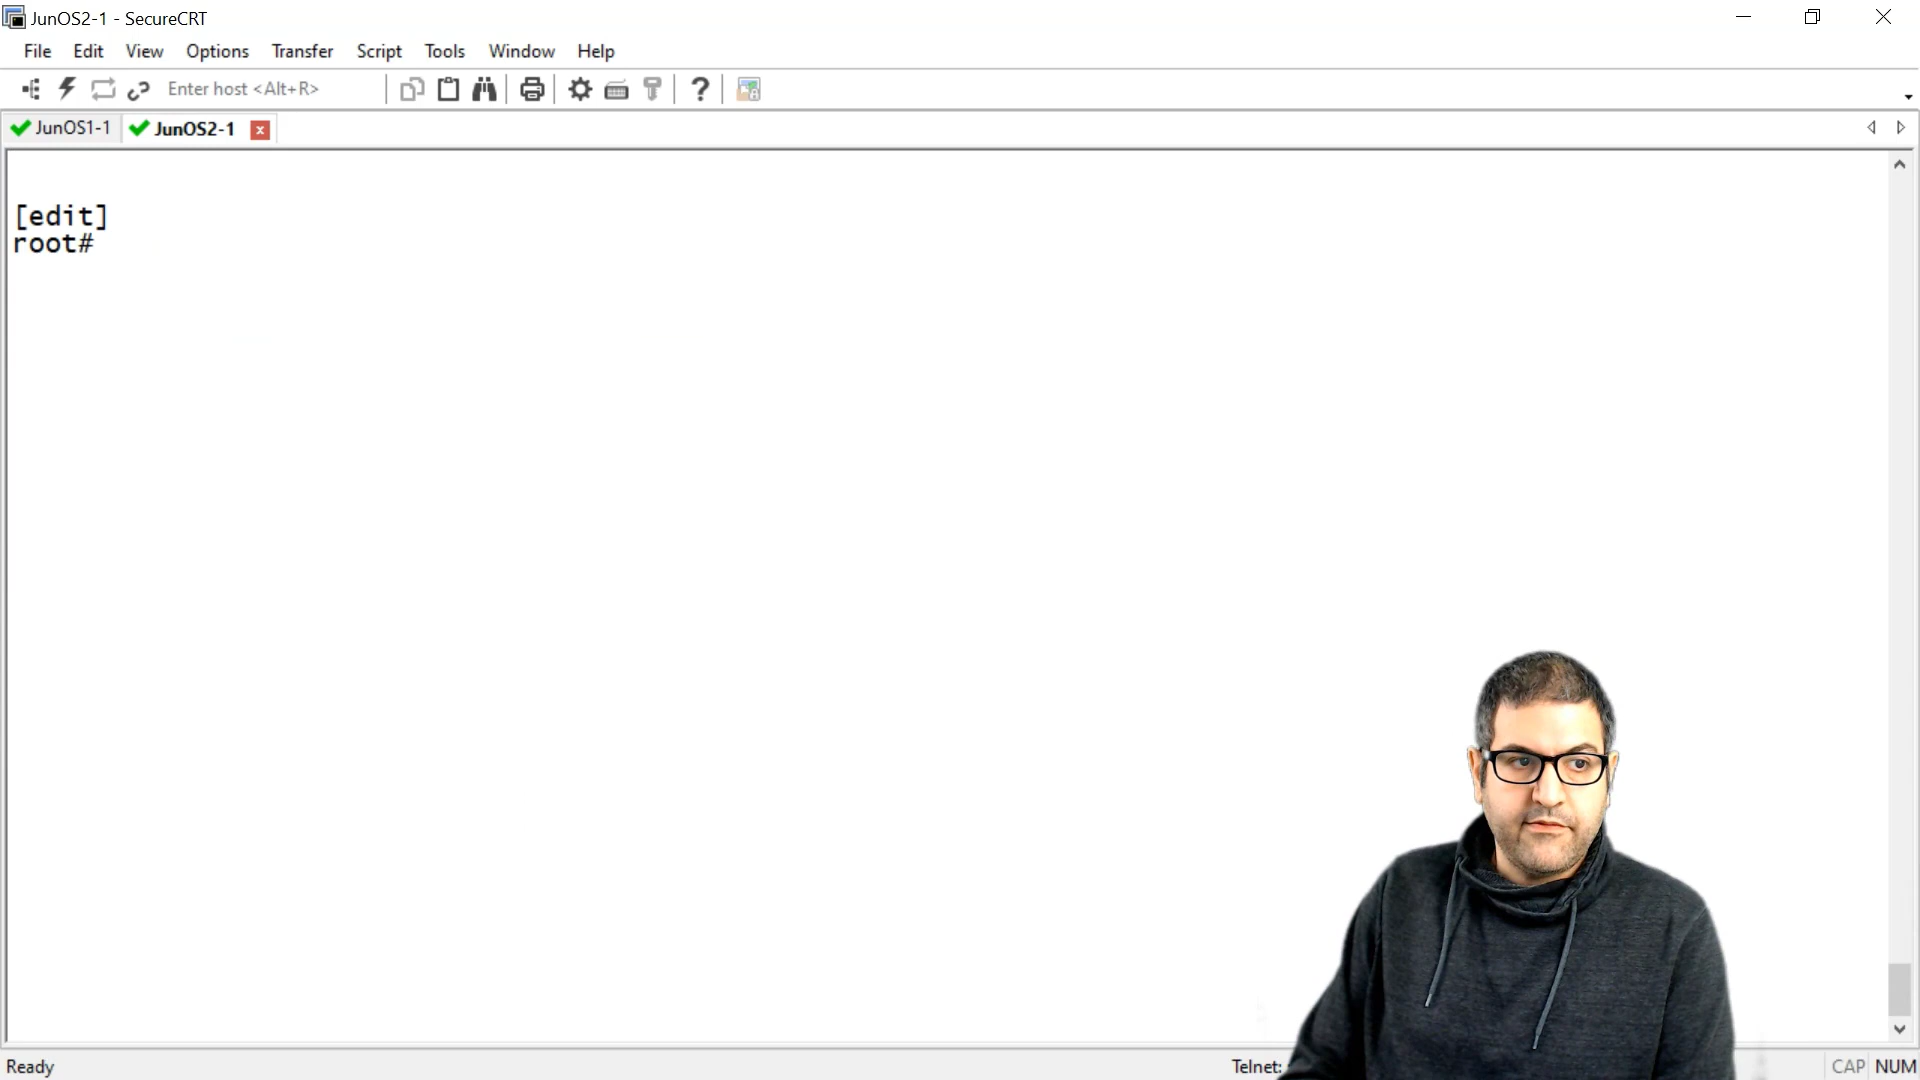 JunOS2-1 - SecureCRT
File Edit View Options Transfer Script Tools Window Help
Enter host <Alt+R>
JunOS1-1 JunOS2-1
[edit]
root#
Ready Telnet: CAP NUM